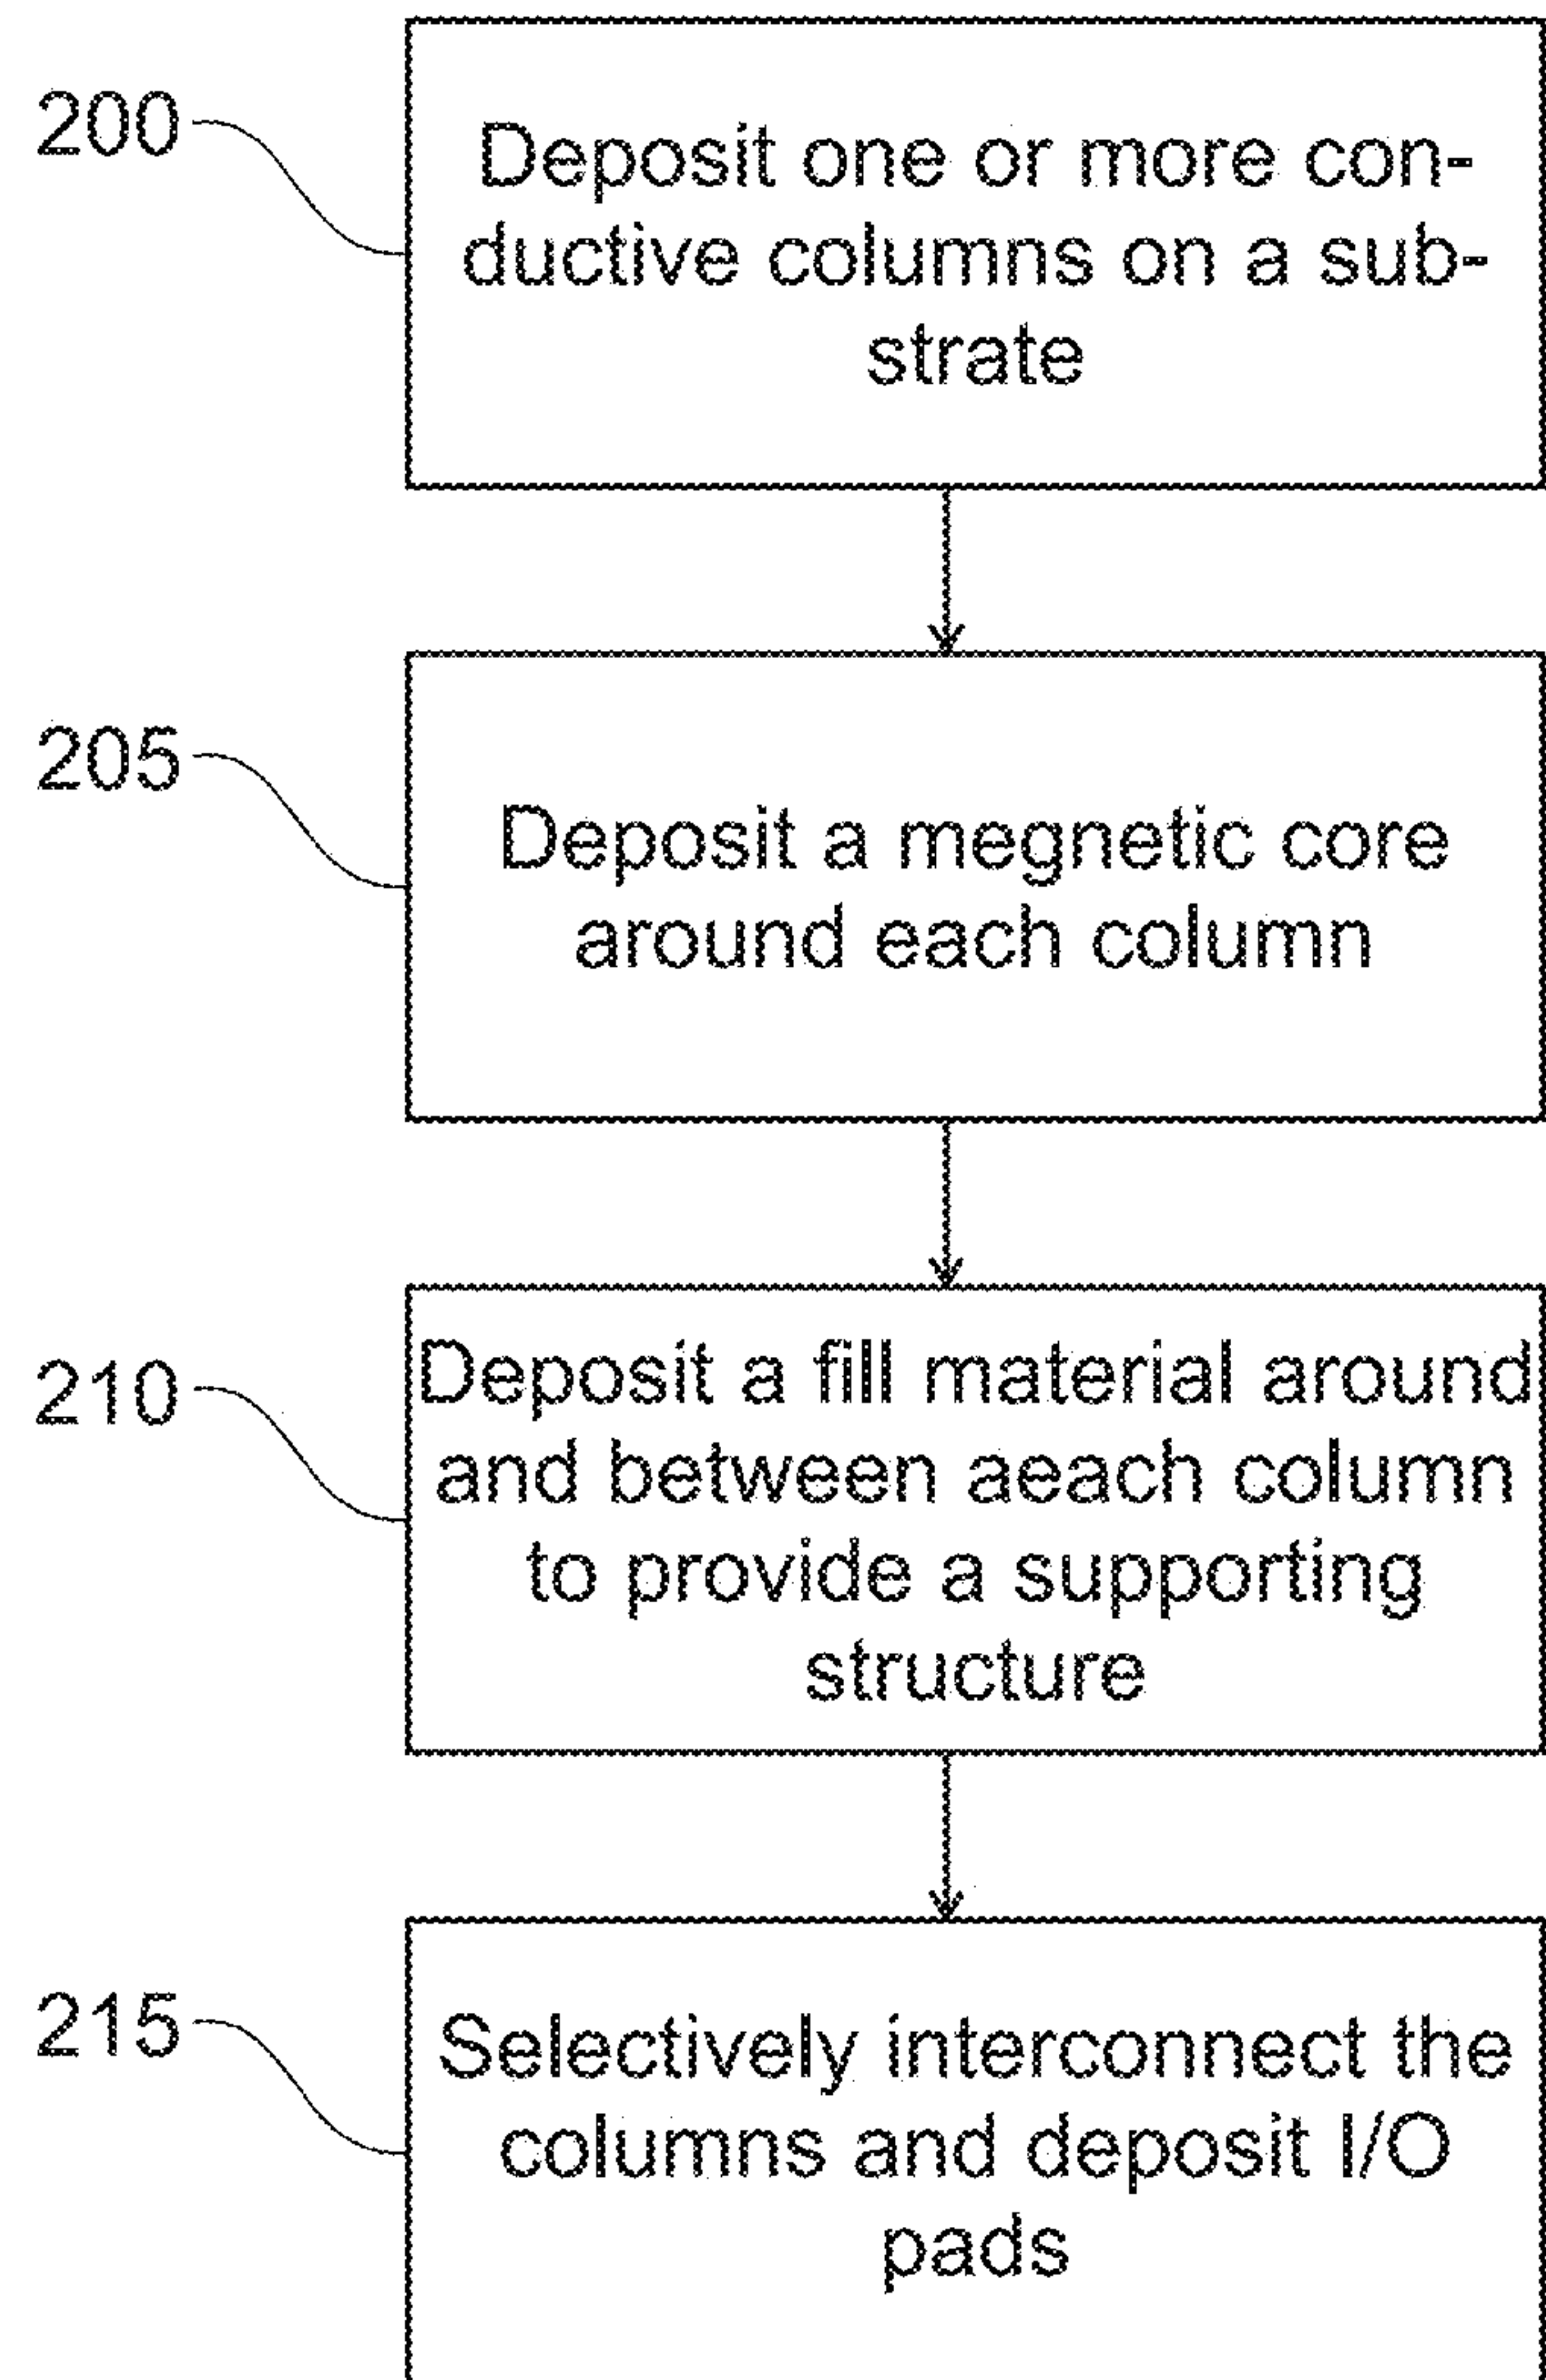 200
Deposit one or more con-
ductive columns on a sub-
strate
205
Deposit a megnetic core
around each column
210
Deposit a fill material around
and between aeach column
to provide a supporting
structure
215
Selectively interconnect the
columns and deposit I/O
pads